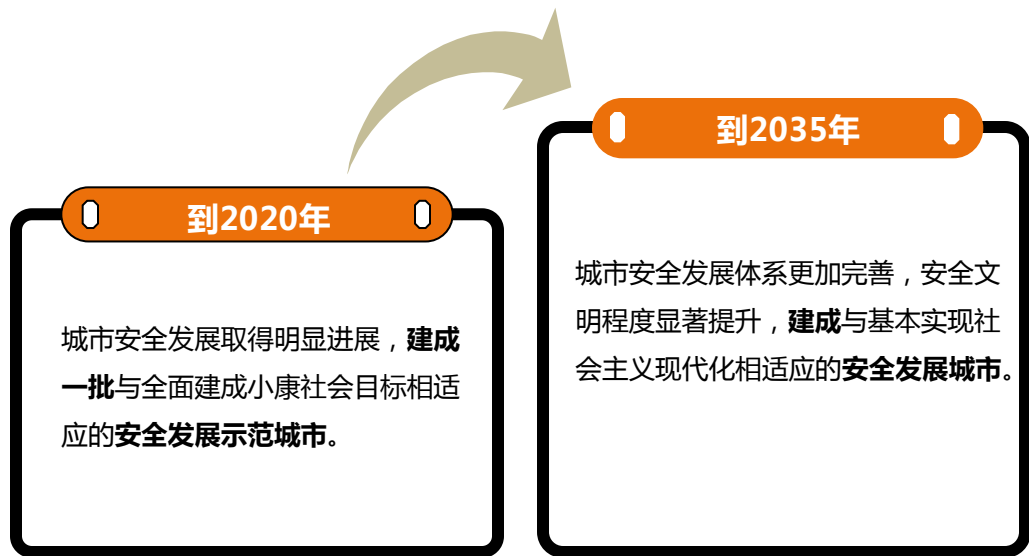 到2020年
城市安全发展取得明显进展，建成
一批与全面建成小康社会目标相适
应的安全发展示范城市。
到2035年
城市安全发展体系更加完善，安全文
明程度显著提升，建成与基本实现社
会主义现代化相适应的安全发展城市。